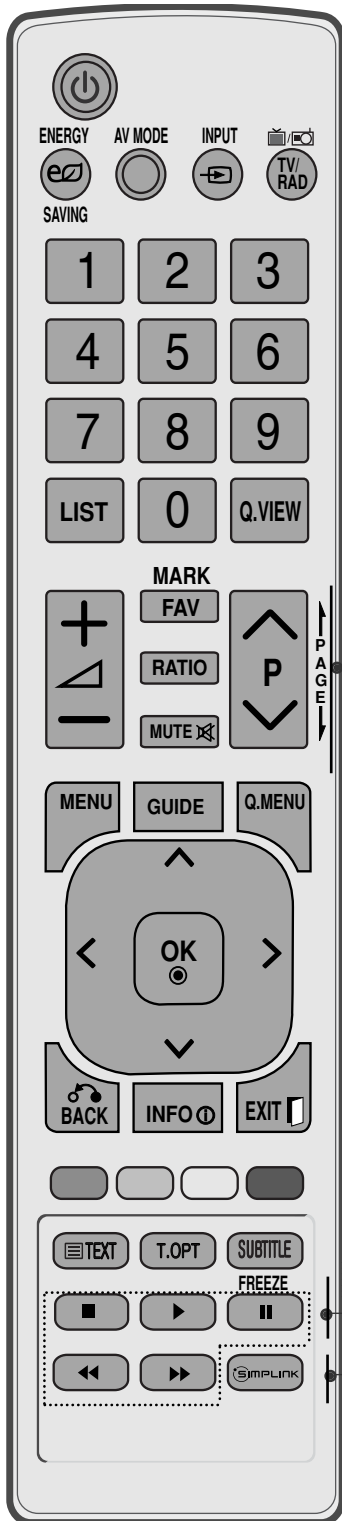 ENERGY AV MODE INPUT
TV/
RAD
SAVING
1 2 3
4 5 6
7 8 9
LIST 0 Q.VIEW
MARK
FAV
RATIO
P
PAGE
MUTE
MENU GUIDE Q.MENU
OK
BACK INFO EXIT
TEXT T.OPT SUBTITLE
FREEZE
SIMPLINK